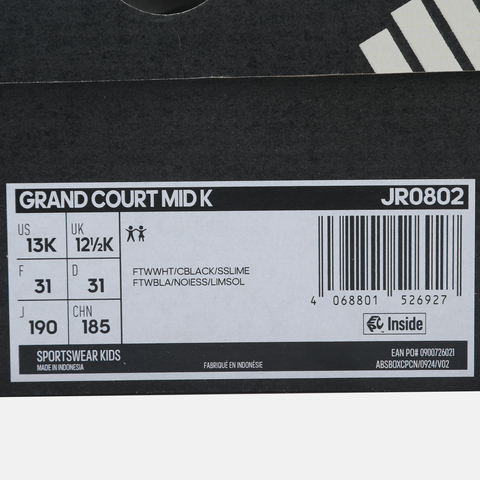 GRAND COURT MID K JR0802
US UK
13K 12½K
F D
31 31
J CHN
190 185
FTWWHT/CBLACK/SSLIME
FTWBLA/NOIESS/LIMSOL
4 068801 526927
Inside
SPORTSWEAR KIDS
MADE IN INDONESIA
FABRIQUÉ EN INDONÉSIE
EAN PO# 0900726021
ABSBOXCPCN/0924/V02